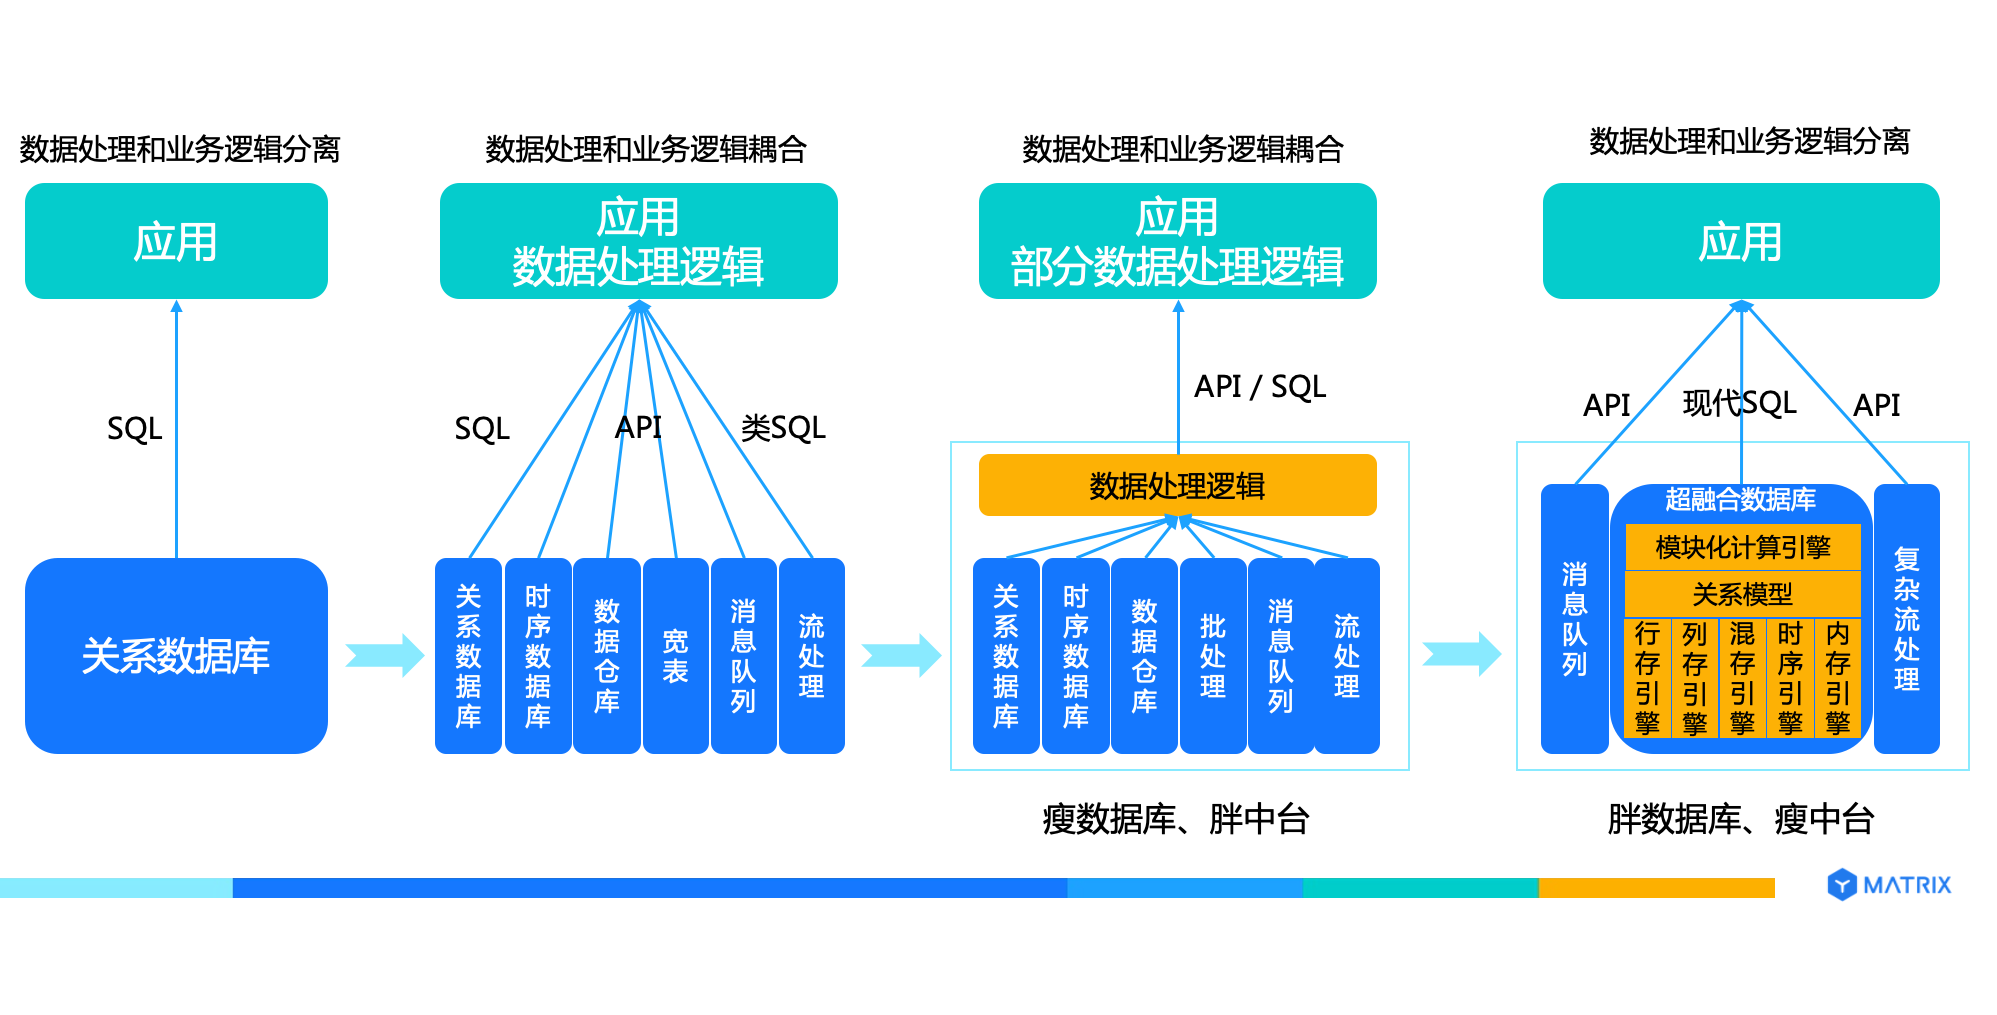 数据处理和业务逻辑分离
应用
SQL
关系数据库
数据处理和业务逻辑耦合
应用
数据处理逻辑
SQL
API
类SQL
关系数据库
时序数据库
数据仓库
宽表
消息队列
流处理
数据处理和业务逻辑耦合
应用
部分数据处理逻辑
API / SQL
数据处理逻辑
关系数据库
时序数据库
数据仓库
批处理
消息队列
流处理
瘦数据库、胖中台
数据处理和业务逻辑分离
应用
API
现代SQL
API
消息队列
超融合数据库
模块化计算引擎
关系模型
行存引擎
列存引擎
混存引擎
时序引擎
内存引擎
复杂流处理
胖数据库、瘦中台
MATRIX